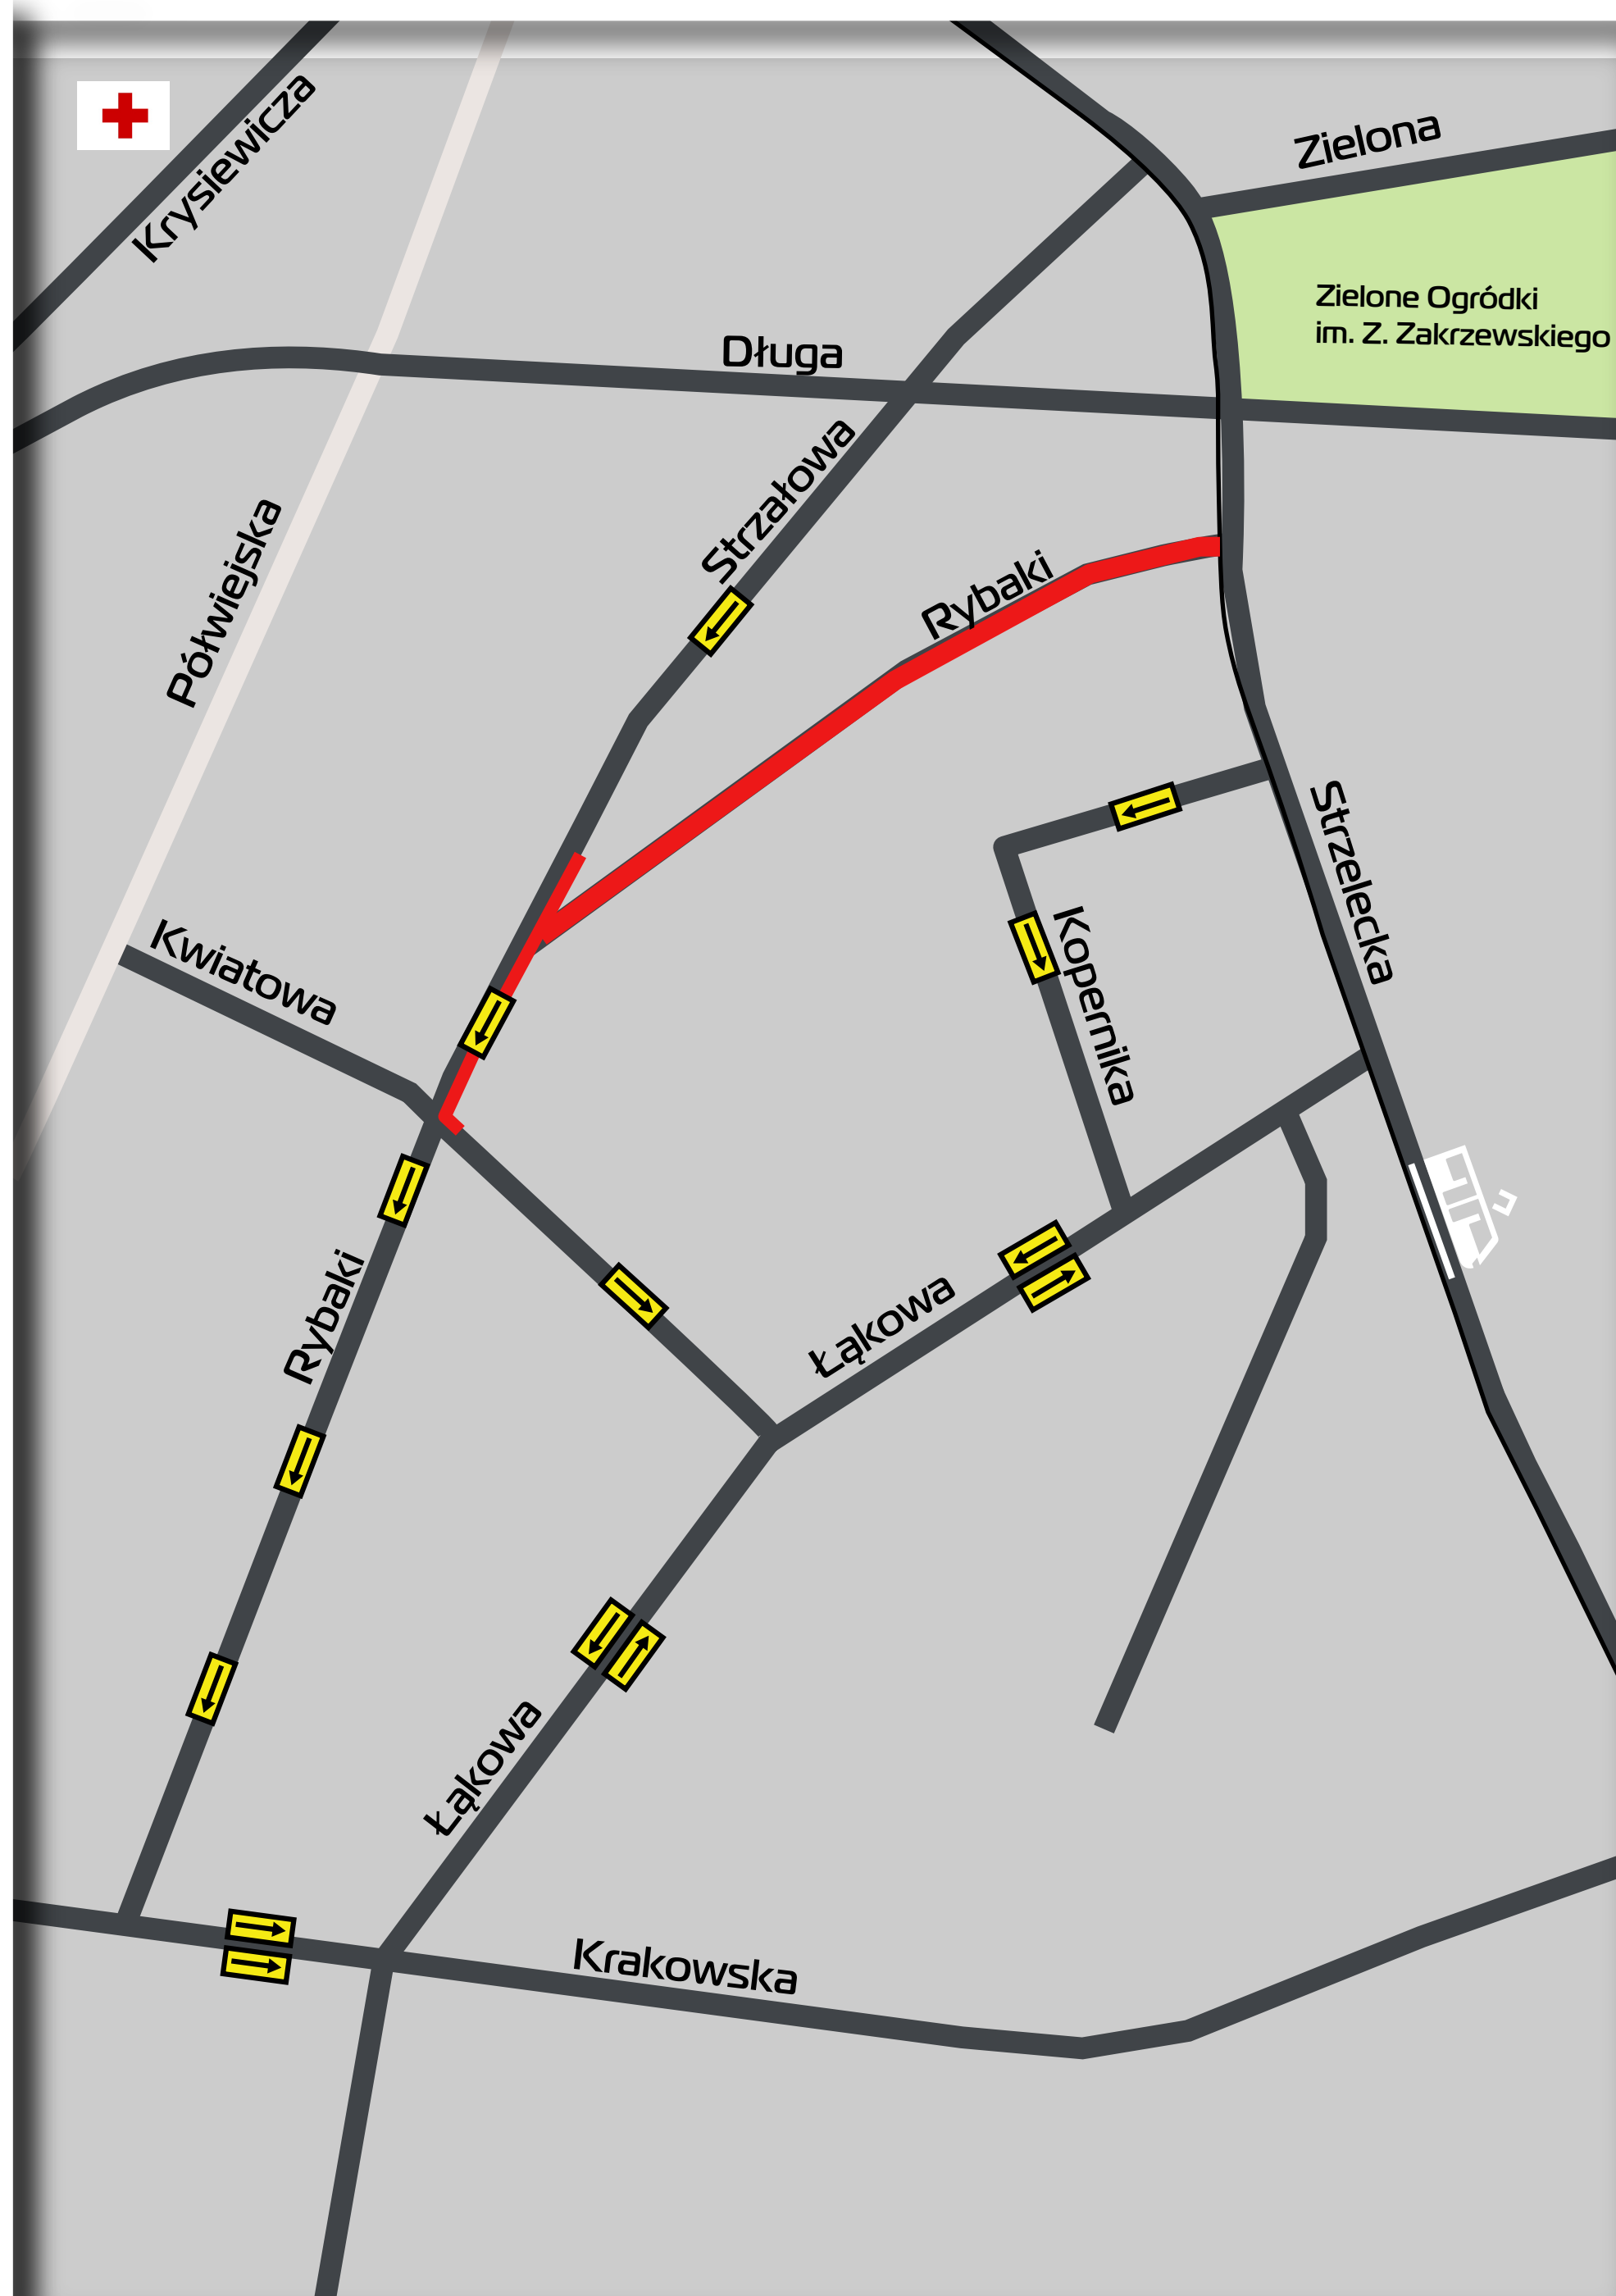 Krysiewicza
Zielona
Zielone Ogródki
im. Z. Zakrzewskiego
Długa
Strzałowa
Półwiejska
Rybaki
Strzelecka
Kopernika
Kwiatowa
Rybaki
Łąkowa
Łąkowa
Krakowska